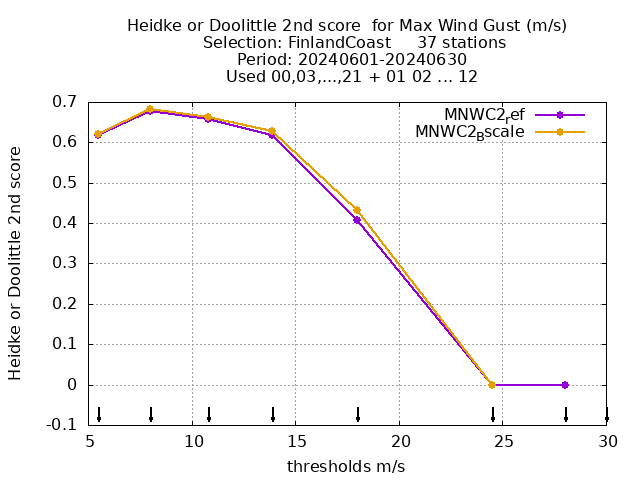 Heidke or Doolittle 2nd score  for Max Wind Gust (m/s)
Selection: FinlandCoast     37 stations
Period: 20240601-20240630
Used 00,03,...,21 + 01 02 ... 12
MNWC2ref
MNWC2Bscale
Heidke or Doolittle 2nd score
0.7
0.6
0.5
0.4
0.3
0.2
0.1
0
-0.1
5 10 15 20 25 30
thresholds m/s